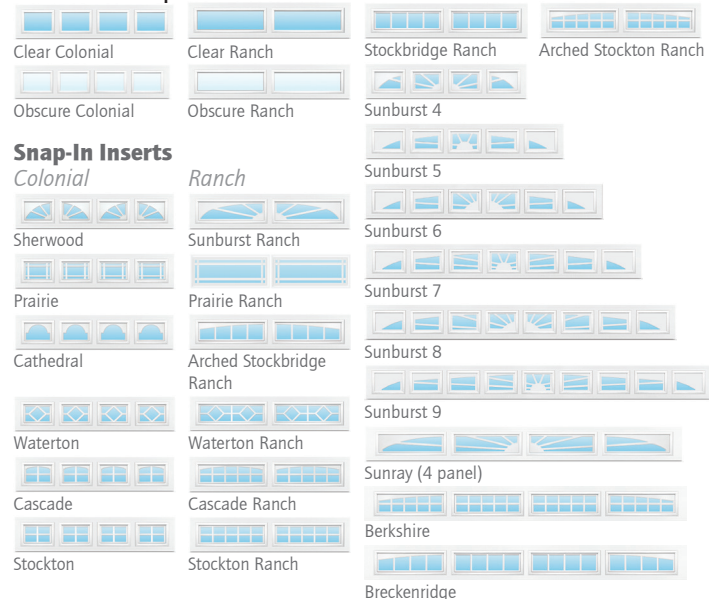 Clear Colonial
Clear Ranch
Obscure Colonial
Obscure Ranch
Snap-In Inserts
Colonial
Ranch
Sherwood
Sunburst Ranch
Prairie
Prairie Ranch
Cathedral
Arched Stockbridge
Ranch
Waterton
Waterton Ranch
Cascade
Cascade Ranch
Stockton
Stockton Ranch
Stockbridge Ranch
Arched Stockton Ranch
Sunburst 4
Sunburst 5
Sunburst 6
Sunburst 7
Sunburst 8
Sunburst 9
Sunray (4 panel)
Berkshire
Breckenridge